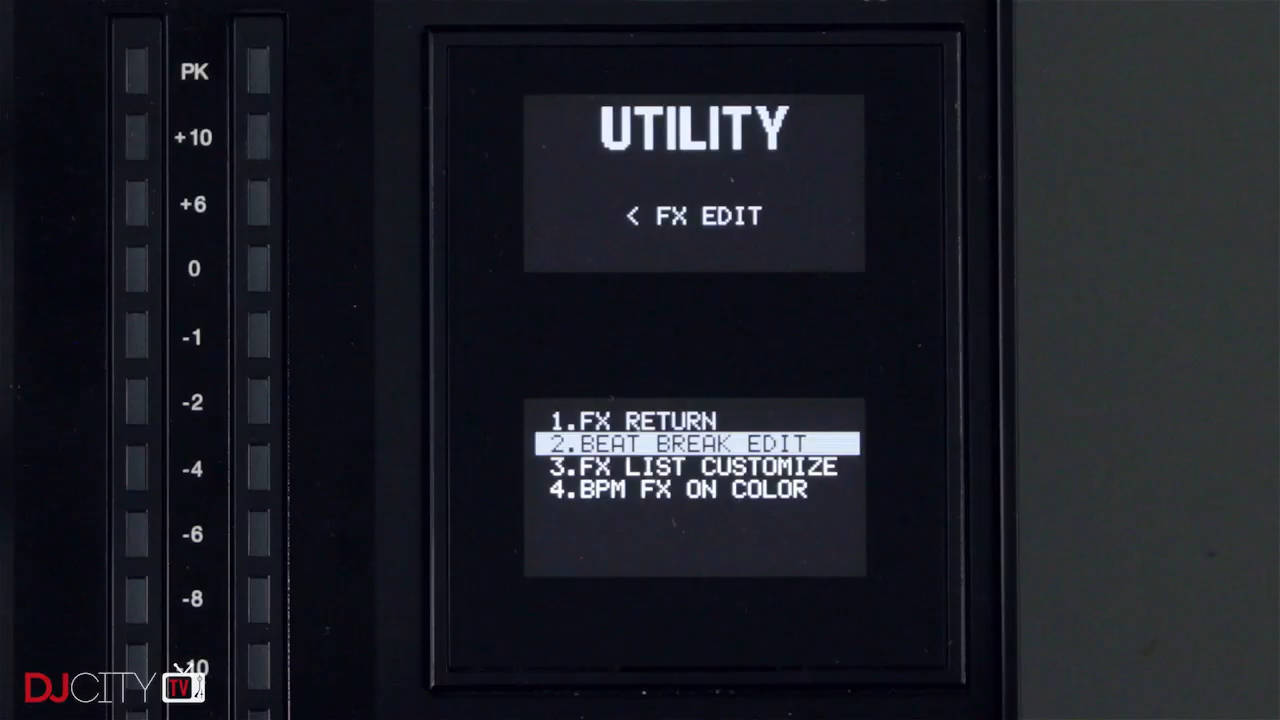 PK
+10
+6
0
-1
-2
-4
-6
-8
-10
UTILITY
< FX EDIT
1.FX RETURN
2.BEAT BREAK EDIT
3.FX LIST CUSTOMIZE
4.BPM FX ON COLOR
DJCITY TV